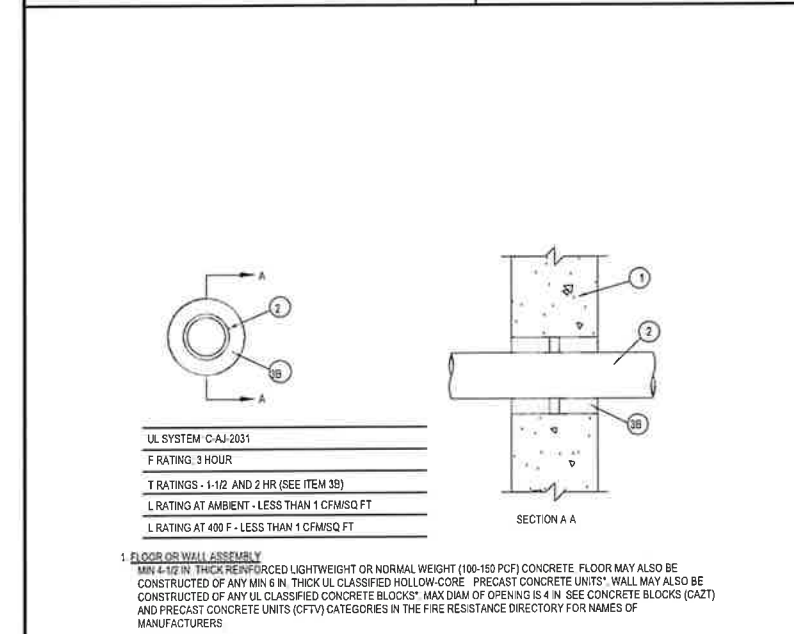 A
2
3B
A
1
2
3B
UL SYSTEM: C-AJ-2031
F RATING: 3 HOUR
T RATINGS - 1-1/2 AND 2 HR (SEE ITEM 3B)
L RATING AT AMBIENT - LESS THAN 1 CFM/SQ FT
L RATING AT 400 F - LESS THAN 1 CFM/SQ FT
SECTION A A
1. FLOOR OR WALL ASSEMBLY
MIN 4-1/2 IN THICK REINFORCED LIGHTWEIGHT OR NORMAL WEIGHT (100-150 PCF) CONCRETE. FLOOR MAY ALSO BE
CONSTRUCTED OF ANY MIN 6 IN. THICK UL CLASSIFIED HOLLOW-CORE PRECAST CONCRETE UNITS*. WALL MAY ALSO BE
CONSTRUCTED OF ANY UL CLASSIFIED CONCRETE BLOCKS*. MAX DIAM OF OPENING IS 4 IN SEE CONCRETE BLOCKS (CAZT)
AND PRECAST CONCRETE UNITS (CFTV) CATEGORIES IN THE FIRE RESISTANCE DIRECTORY FOR NAMES OF
MANUFACTURERS